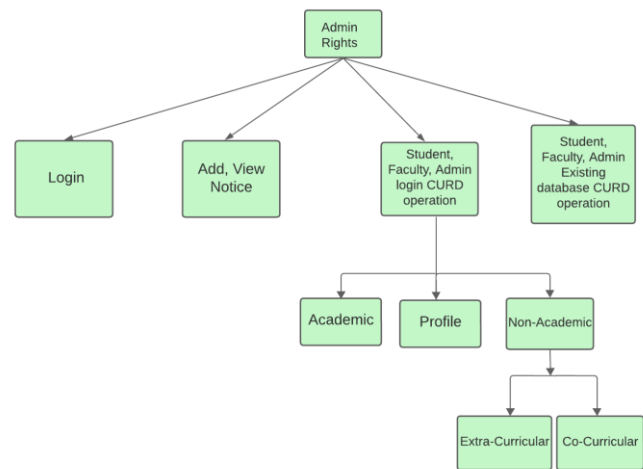 Admin
Rights
Login
Add, View
Notice
Student,
Faculty, Admin
login CURD
operation
Student,
Faculty, Admin
Existing
database CURD
operation
Academic
Profile
Non-Academic
Extra-Curricular
Co-Curricular